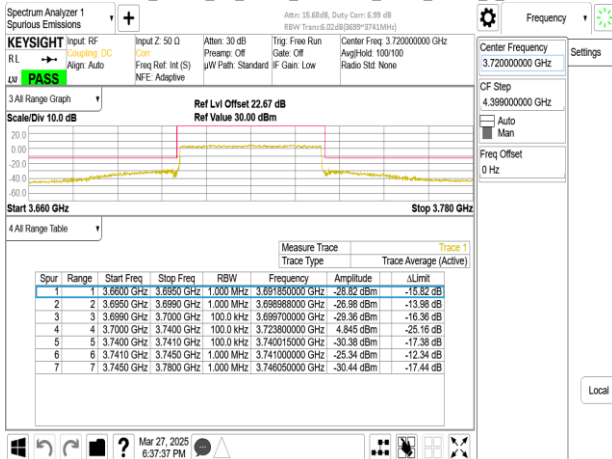 Spectrum Analyzer 1
Spurious Emissions
Attn: 15.68dB, Duty Corr: 6.99 dB
RBW Trans:6.02dB(3699~3741MHz)
Frequency
KEYSIGHT
RL
LXI PASS
Input: RF
Coupling: DC
Align: Auto
Input Z: 50 Ω
Corr
Freq Ref: Int (S)
NFE: Adaptive
Atten: 30 dB
Preamp: Off
µW Path: Standard
Trig: Free Run
Gate: Off
IF Gain: Low
Center Freq: 3.720000000 GHz
Avg|Hold: 100/100
Radio Std: None
Center Frequency
3.720000000 GHz
Settings
CF Step
4.399000000 GHz
Auto
Man
Freq Offset
0 Hz
3 All Range Graph
Scale/Div 10.0 dB
Ref Lvl Offset 22.67 dB
Ref Value 30.00 dBm
20.0
0.00
-20.0
-40.0
-60.0
Start 3.660 GHz
Stop 3.780 GHz
4 All Range Table
Measure Trace Trace 1
Trace Type Trace Average (Active)
Spur Range Start Freq Stop Freq RBW Frequency Amplitude ΔLimit
1 1 3.6600 GHz 3.6950 GHz 1.000 MHz 3.691850000 GHz -28.82 dBm -15.82 dB
2 2 3.6950 GHz 3.6990 GHz 1.000 MHz 3.698988000 GHz -26.98 dBm -13.98 dB
3 3 3.6990 GHz 3.7000 GHz 100.0 kHz 3.699700000 GHz -29.36 dBm -16.36 dB
4 4 3.7000 GHz 3.7400 GHz 100.0 kHz 3.723800000 GHz 4.845 dBm -25.16 dB
5 5 3.7400 GHz 3.7410 GHz 100.0 kHz 3.740015000 GHz -30.38 dBm -17.38 dB
6 6 3.7410 GHz 3.7450 GHz 1.000 MHz 3.741000000 GHz -25.34 dBm -12.34 dB
7 7 3.7450 GHz 3.7800 GHz 1.000 MHz 3.746050000 GHz -30.44 dBm -17.44 dB
Local
Mar 27, 2025
6:37:37 PM